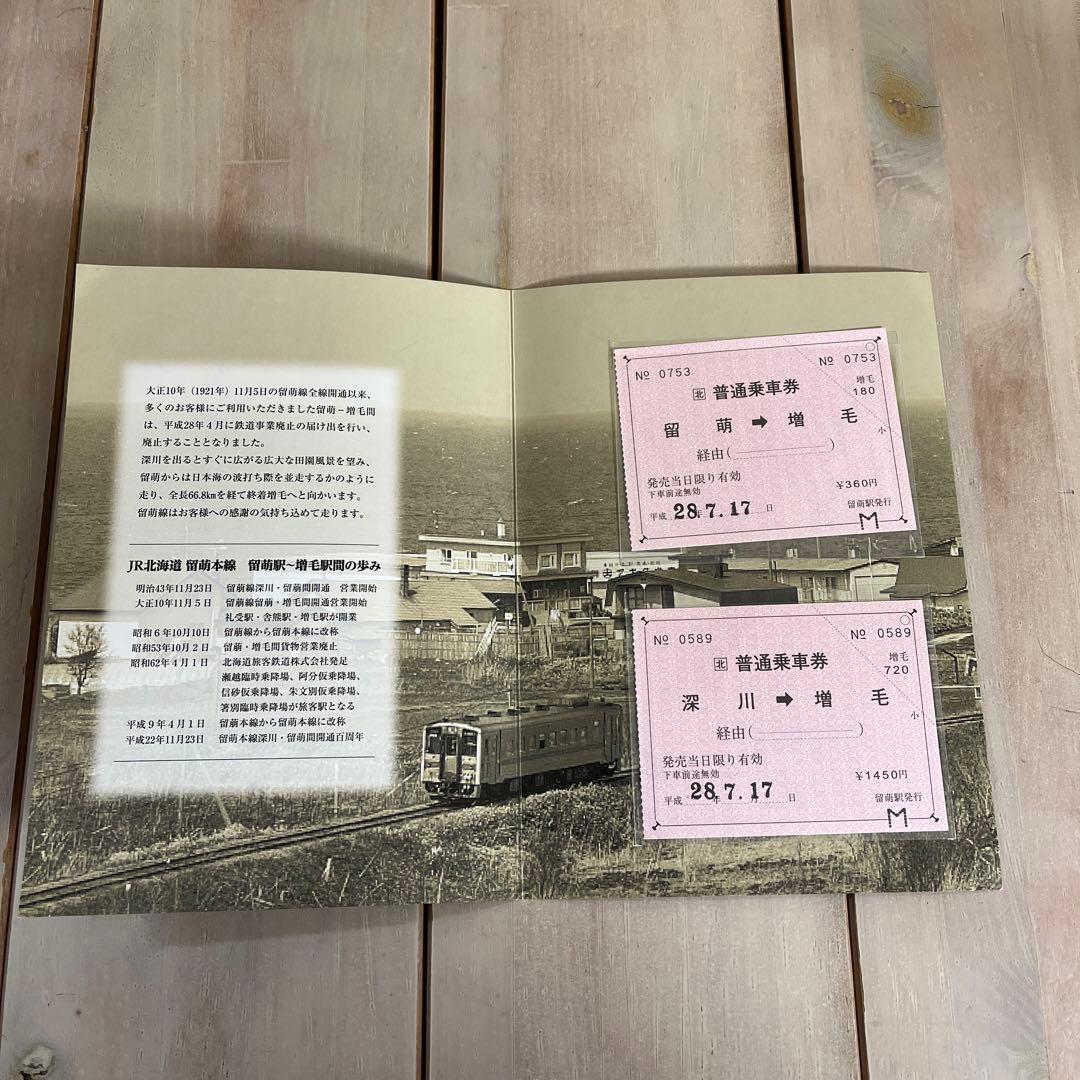 大正10年（1921年）11月5日の留萌線全線開通以来、
多くのお客様にご利用いただきました留萌－増毛間
は、平成28年４月に鉄道事業廃止の届け出を行い、
廃止することとなりました。
深川を出るとすぐに広がる広大な田園風景を望み、
留萌からは日本海の波打ち際を並走するかのように
走り、全長66.8kmを経て終着増毛へと向かいます。
留萌線はお客様への感謝の気持ち込めて走ります。
JR北海道 留萌本線　留萌駅～増毛駅間の歩み
明治43年11月23日　留萠線深川・留萠間開通　営業開始
大正10年11月５日　留萠線留萠・増毛間開通営業開始
礼受駅・舎熊駅・増毛駅が開業
昭和６年10月10日　留萠線から留萠本線に改称
昭和53年10月２日　留萠・増毛間貨物営業廃止
昭和62年４月１日　北海道旅客鉄道株式会社発足
瀬越臨時乗降場、阿分仮乗降場、
信砂仮乗降場、朱文別仮乗降場、
箸別臨時乗降場が旅客駅となる
平成９年４月１日　留萠本線から留萌本線に改称
平成22年11月23日　留萌本線深川・留萌間開通百周年
№ 0753
№ 0753
北 普通乗車券
増毛
180
留萌 ➡ 増毛
小
経由(　　)
発売当日限り有効
下車前途無効
￥360円
平成 28年7.17日
留萌駅発行
№ 0589
№ 0589
北 普通乗車券
増毛
720
深川 ➡ 増毛
小
経由(　　)
発売当日限り有効
下車前途無効
￥1450円
平成 28年7.17日
留萌駅発行